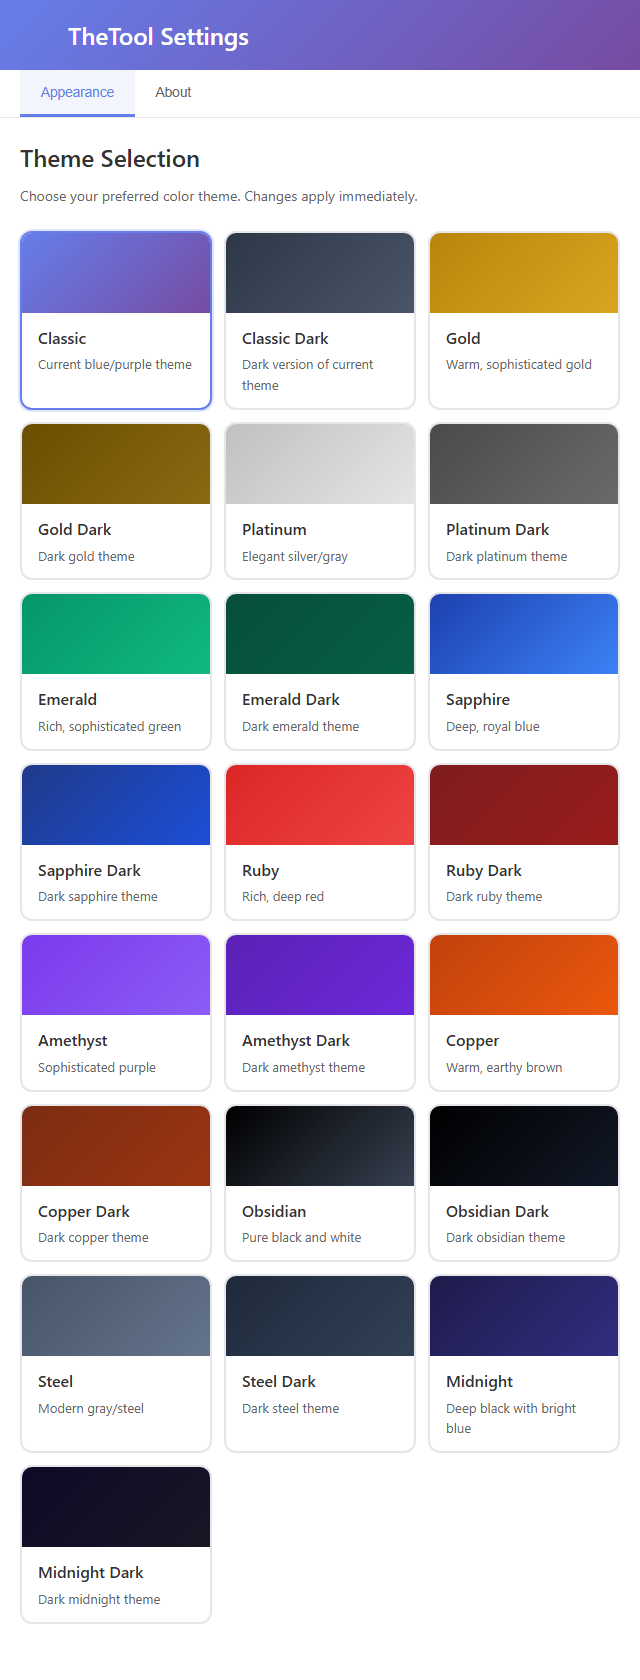 TheTool Settings
Appearance
About
Theme Selection
Choose your preferred color theme. Changes apply immediately.
Classic
Current blue/purple theme
Classic Dark
Dark version of current
theme
Gold
Warm, sophisticated gold
Gold Dark
Dark gold theme
Platinum
Elegant silver/gray
Platinum Dark
Dark platinum theme
Emerald
Rich, sophisticated green
Emerald Dark
Dark emerald theme
Sapphire
Deep, royal blue
Sapphire Dark
Dark sapphire theme
Ruby
Rich, deep red
Ruby Dark
Dark ruby theme
Amethyst
Sophisticated purple
Amethyst Dark
Dark amethyst theme
Copper
Warm, earthy brown
Copper Dark
Dark copper theme
Obsidian
Pure black and white
Obsidian Dark
Dark obsidian theme
Steel
Modern gray/steel
Steel Dark
Dark steel theme
Midnight
Deep black with bright
blue
Midnight Dark
Dark midnight theme